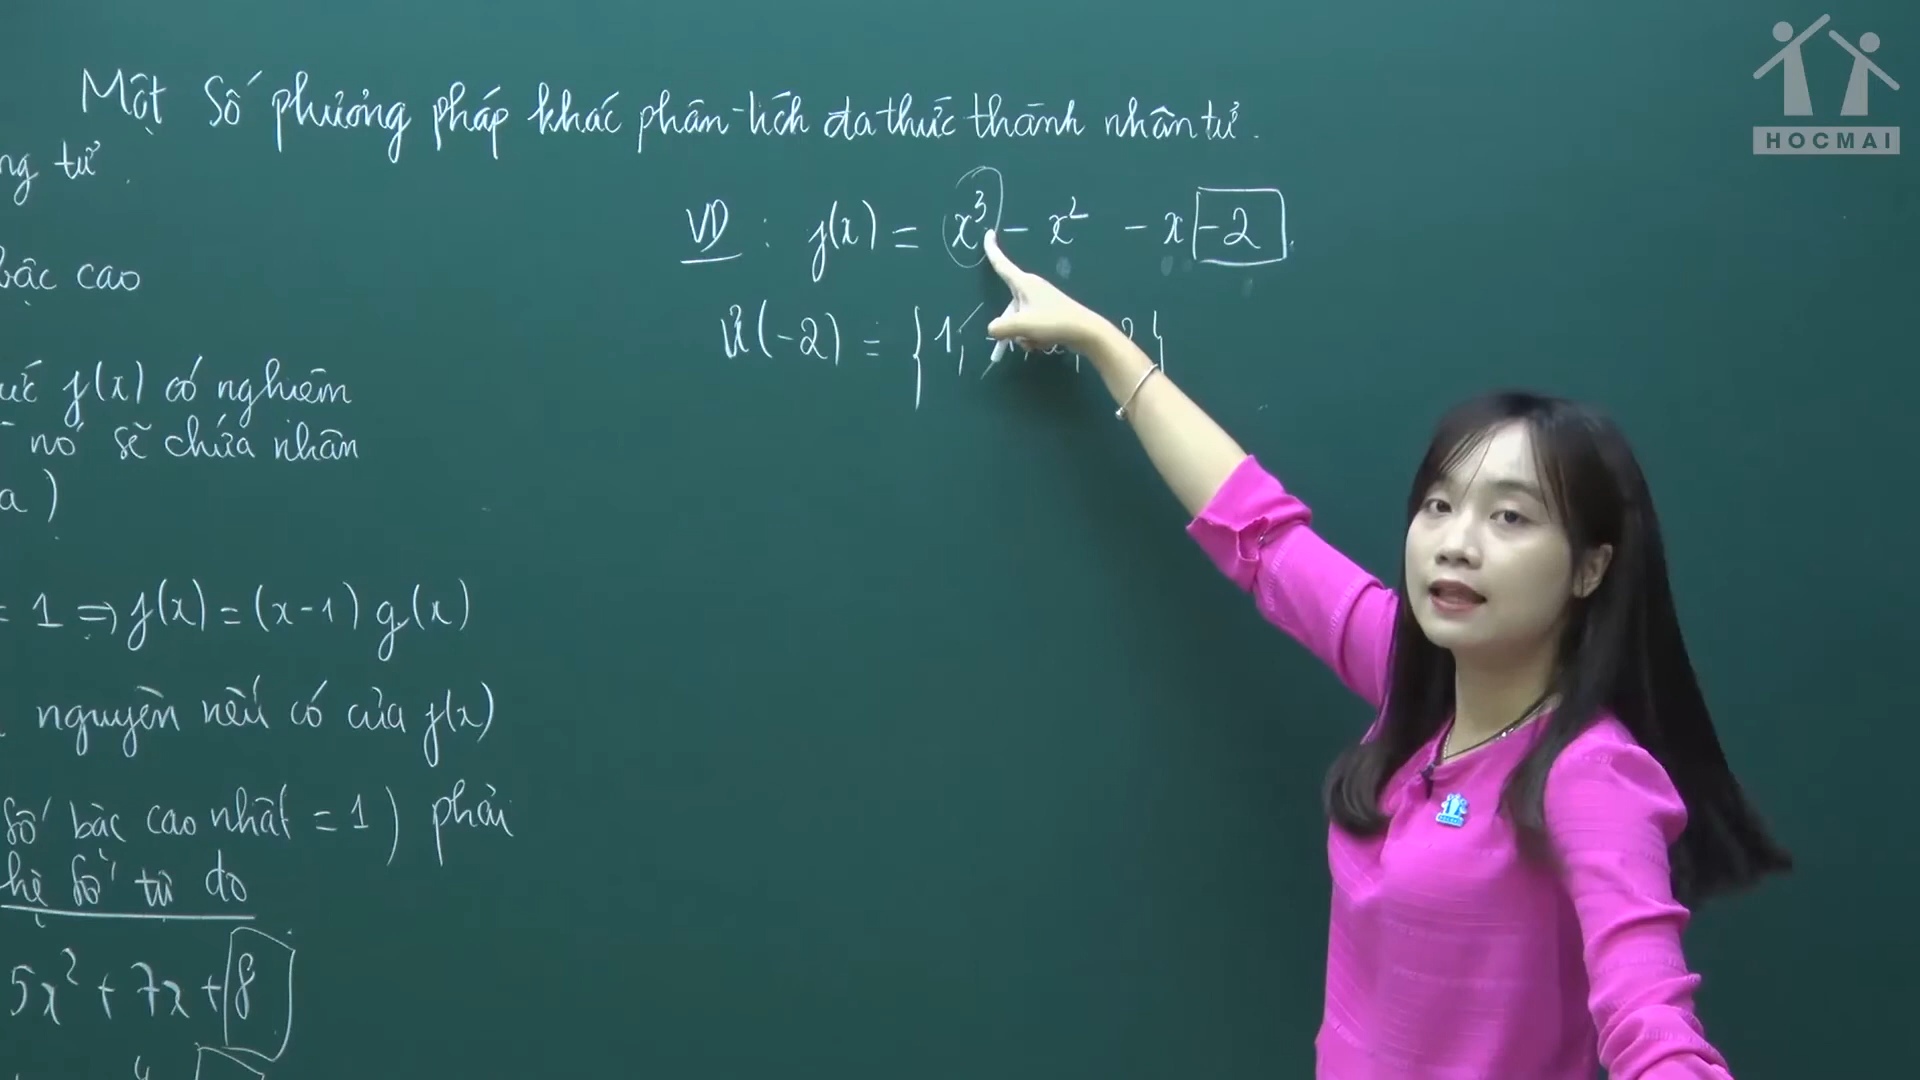 Một số phương pháp khác phân tích đa thức thành nhân tử.
HOCMAI
ng tử.
bậc cao
ức f(x) có nghiệm
nó sẽ chứa nhân
a)
= 1 ⇒ f(x) = (x-1) g(x)
nguyên nếu có của f(x)
số bậc cao nhất = 1) phải
hệ số tự do
5x² + 7x + 8
4
VD : f(x) = x³ - x² - x - 2.
Ư(-2) = {1;